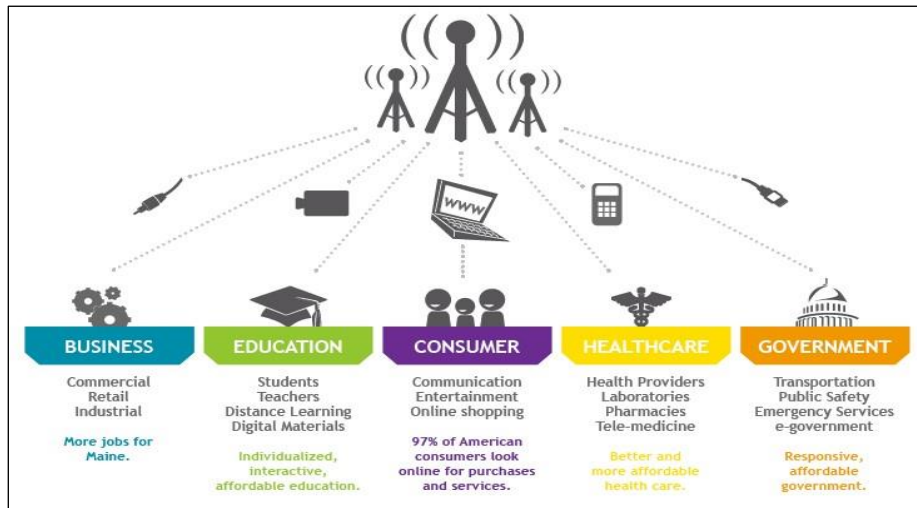 WWW
BUSINESS
Commercial
Retail
Industrial
More jobs for
Maine.
EDUCATION
Students
Teachers
Distance Learning
Digital Materials
Individualized,
interactive,
affordable education.
CONSUMER
Communication
Entertainment
Online shopping
97% of American
consumers look
online for purchases
and services.
HEALTHCARE
Health Providers
Laboratories
Pharmacies
Tele-medicine
Better and
more affordable
health care.
GOVERNMENT
Transportation
Public Safety
Emergency Services
e-government
Responsive,
affordable
government.